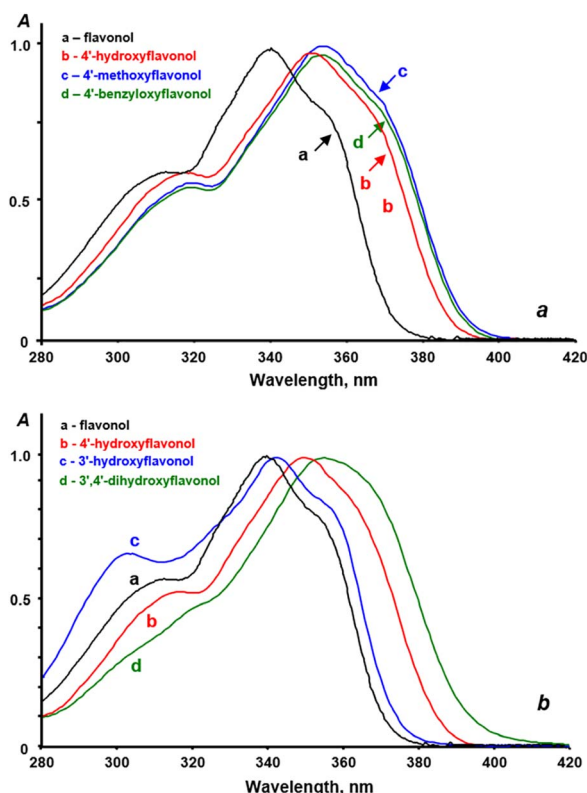 A
a – flavonol
b - 4'-hydroxyflavonol
c – 4'-methoxyflavonol
d – 4'-benzyloxyflavonol
1.0
c
d
a
b
b
0.5
a
0
280 300 320 340 360 380 400 420
Wavelength, nm
A
a - flavonol
b - 4'-hydroxyflavonol
c - 3'-hydroxyflavonol
d - 3',4'-dihydroxyflavonol
1.0
c
a
0.5
b
d
b
0
280 300 320 340 360 380 400 420
Wavelength, nm